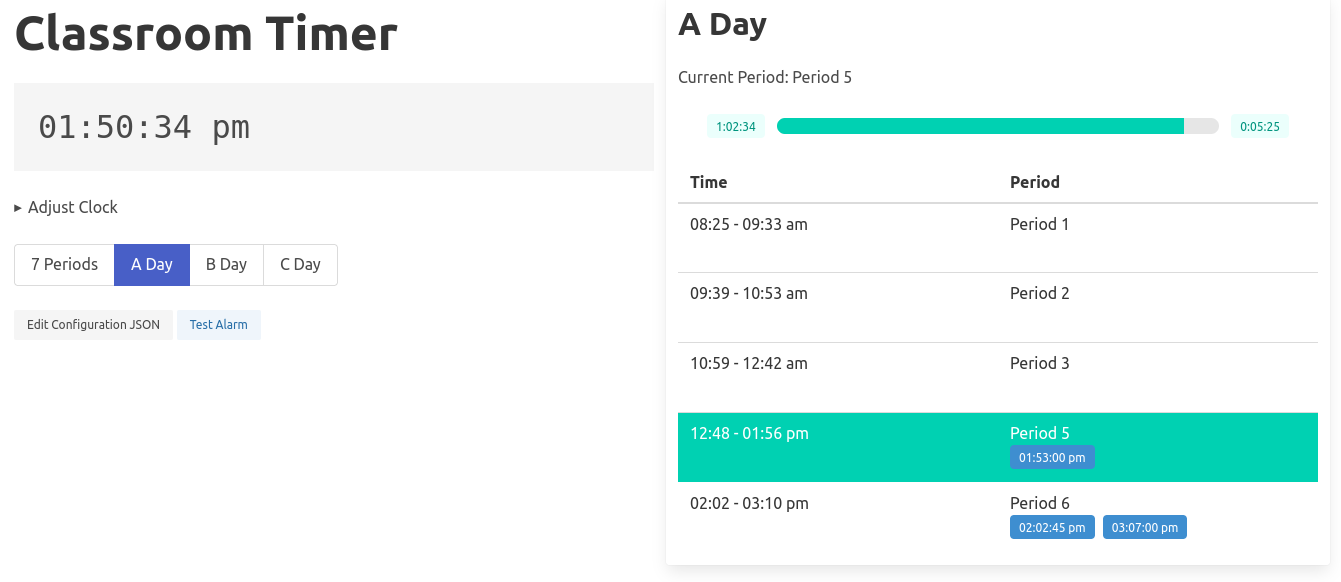 Classroom Timer
01:50:34 pm
▸ Adjust Clock
7 Periods A Day B Day C Day
Edit Configuration JSON Test Alarm
A Day
Current Period: Period 5
1:02:34 0:05:25
Time Period
08:25 - 09:33 am Period 1
09:39 - 10:53 am Period 2
10:59 - 12:42 am Period 3
12:48 - 01:56 pm Period 5
01:53:00 pm
02:02 - 03:10 pm Period 6
02:02:45 pm 03:07:00 pm